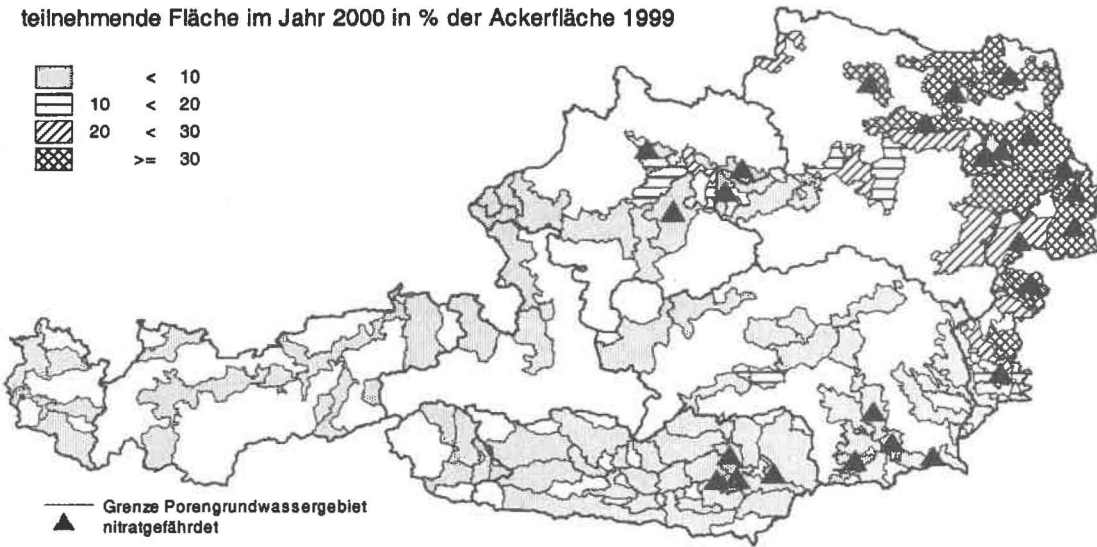 teilnehmende Fläche im Jahr 2000 in % der Ackerfläche 1999
< 10
10 < 20
20 < 30
>= 30
Grenze Porengrundwassergebiet
nitratgefährdet